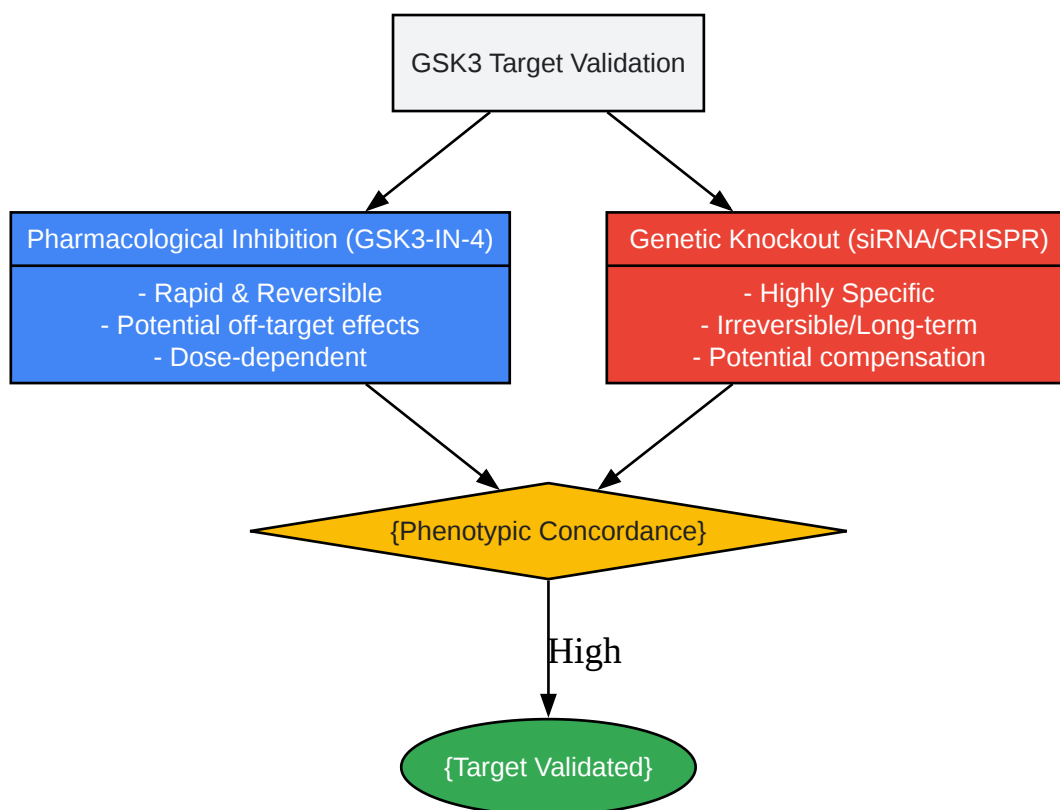 GSK3 Target Validation
Pharmacological Inhibition (GSK3-IN-4)
- Rapid & Reversible
- Potential off-target effects
- Dose-dependent
Genetic Knockout (siRNA/CRISPR)
- Highly Specific
- Irreversible/Long-term
- Potential compensation
{Phenotypic Concordance}
High
{Target Validated}